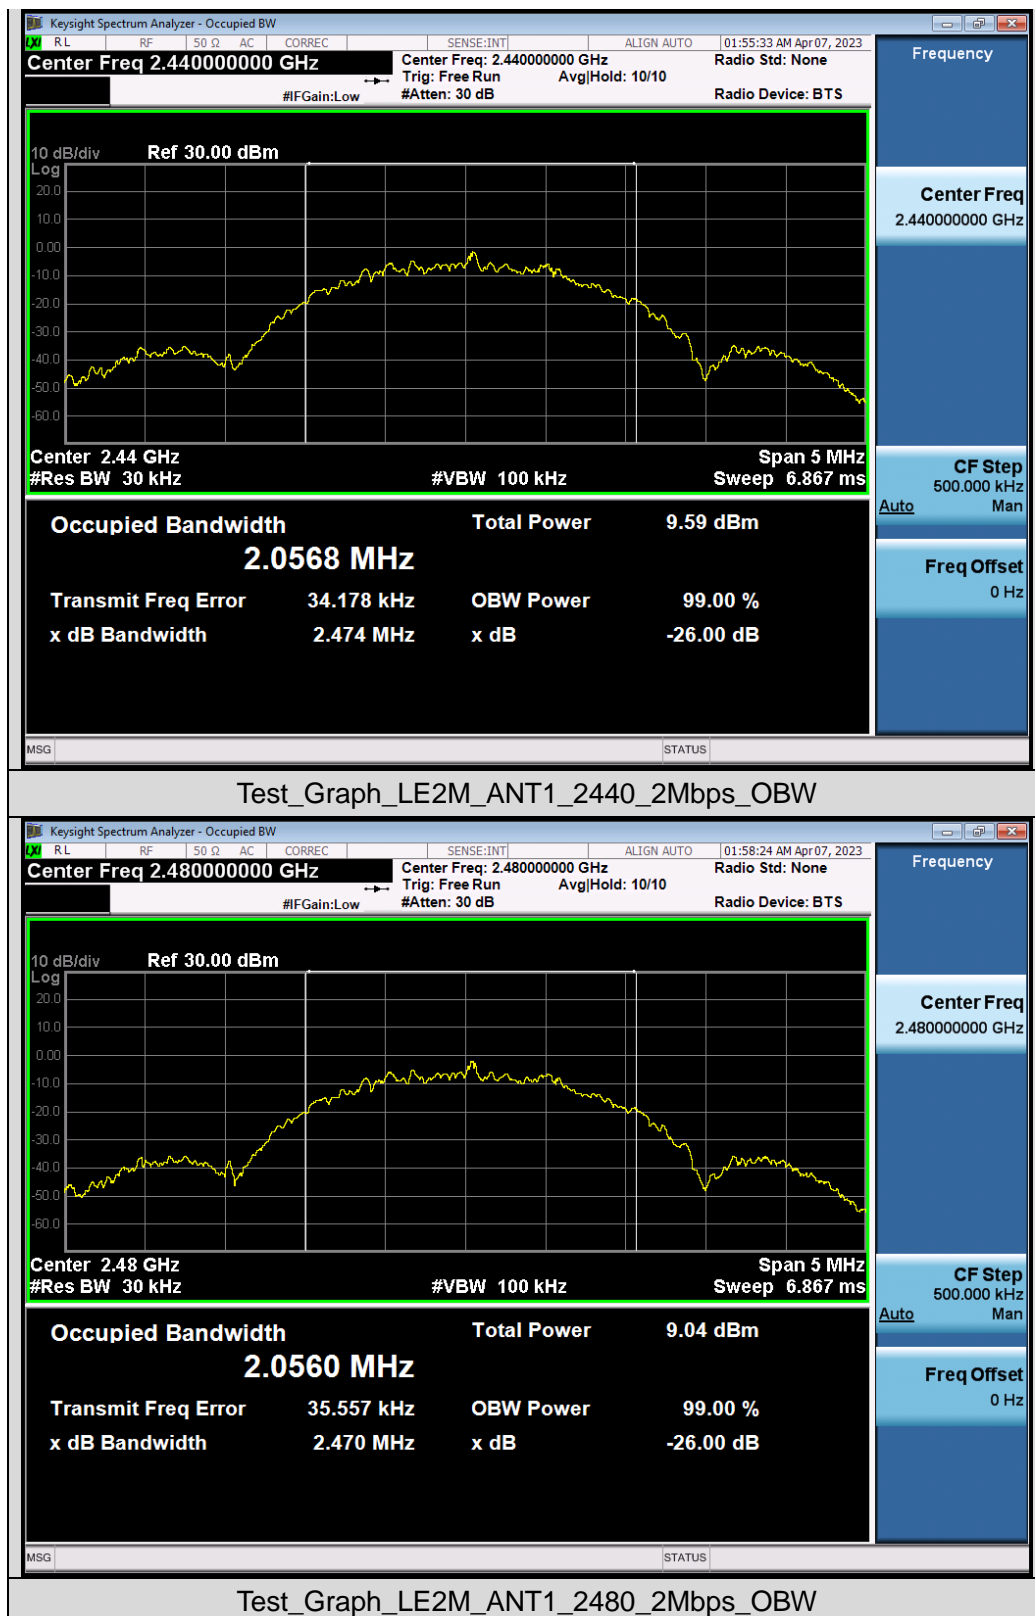 Keysight Spectrum Analyzer - Occupied BW
LXI RL RF 50 Ω AC CORREC SENSE:INT ALIGN AUTO 01:55:33 AM Apr 07, 2023
Center Freq 2.440000000 GHz
Center Freq: 2.440000000 GHz Radio Std: None
Trig: Free Run Avg|Hold: 10/10
#IFGain:Low #Atten: 30 dB Radio Device: BTS
Frequency
10 dB/div Ref 30.00 dBm
Log
20.0
10.0
0.00
-10.0
-20.0
-30.0
-40.0
-50.0
-60.0
Center Freq
2.440000000 GHz
Center 2.44 GHz Span 5 MHz
#Res BW 30 kHz #VBW 100 kHz Sweep 6.867 ms
CF Step
500.000 kHz
Auto Man
Occupied Bandwidth Total Power 9.59 dBm
2.0568 MHz
Transmit Freq Error 34.178 kHz OBW Power 99.00 %
x dB Bandwidth 2.474 MHz x dB -26.00 dB
Freq Offset
0 Hz
MSG STATUS
Test_Graph_LE2M_ANT1_2440_2Mbps_OBW
Keysight Spectrum Analyzer - Occupied BW
LXI RL RF 50 Ω AC CORREC SENSE:INT ALIGN AUTO 01:58:24 AM Apr 07, 2023
Center Freq 2.480000000 GHz
Center Freq: 2.480000000 GHz Radio Std: None
Trig: Free Run Avg|Hold: 10/10
#IFGain:Low #Atten: 30 dB Radio Device: BTS
Frequency
10 dB/div Ref 30.00 dBm
Log
20.0
10.0
0.00
-10.0
-20.0
-30.0
-40.0
-50.0
-60.0
Center Freq
2.480000000 GHz
Center 2.48 GHz Span 5 MHz
#Res BW 30 kHz #VBW 100 kHz Sweep 6.867 ms
CF Step
500.000 kHz
Auto Man
Occupied Bandwidth Total Power 9.04 dBm
2.0560 MHz
Transmit Freq Error 35.557 kHz OBW Power 99.00 %
x dB Bandwidth 2.470 MHz x dB -26.00 dB
Freq Offset
0 Hz
MSG STATUS
Test_Graph_LE2M_ANT1_2480_2Mbps_OBW